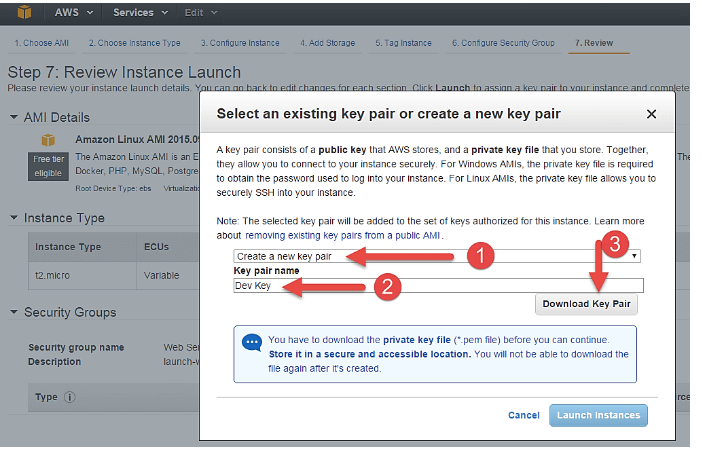 AWS Services Edit
1. Choose AMI 2. Choose Instance Type 3. Configure Instance 4. Add Storage 5. Tag Instance 6. Configure Security Group 7. Review
Step 7: Review Instance Launch
Please review your instance launch details. You can go back to edit changes for each section. Click Launch to assign a key pair to your instance and complete
AMI Details
Amazon Linux AMI 2015.0
Free tier eligible
The Amazon Linux AMI is an E
The
Docker, PHP, MySQL, Postgre
Root Device Type: ebs Virtualizati
Instance Type
Instance Type ECUs
t2.micro Variable
Security Groups
Security group name Web Se
Description launch-w
Type i
rce
Select an existing key pair or create a new key pair ×
A key pair consists of a public key that AWS stores, and a private key file that you store. Together,
they allow you to connect to your instance securely. For Windows AMIs, the private key file is required
to obtain the password used to log into your instance. For Linux AMIs, the private key file allows you to
securely SSH into your instance.
Note: The selected key pair will be added to the set of keys authorized for this instance. Learn more
about removing existing key pairs from a public AMI .
Create a new key pair
1
Key pair name
Dev Key
2
3
Download Key Pair
You have to download the private key file (*.pem file) before you can continue.
Store it in a secure and accessible location. You will not be able to download the
file again after it's created.
Cancel Launch Instances